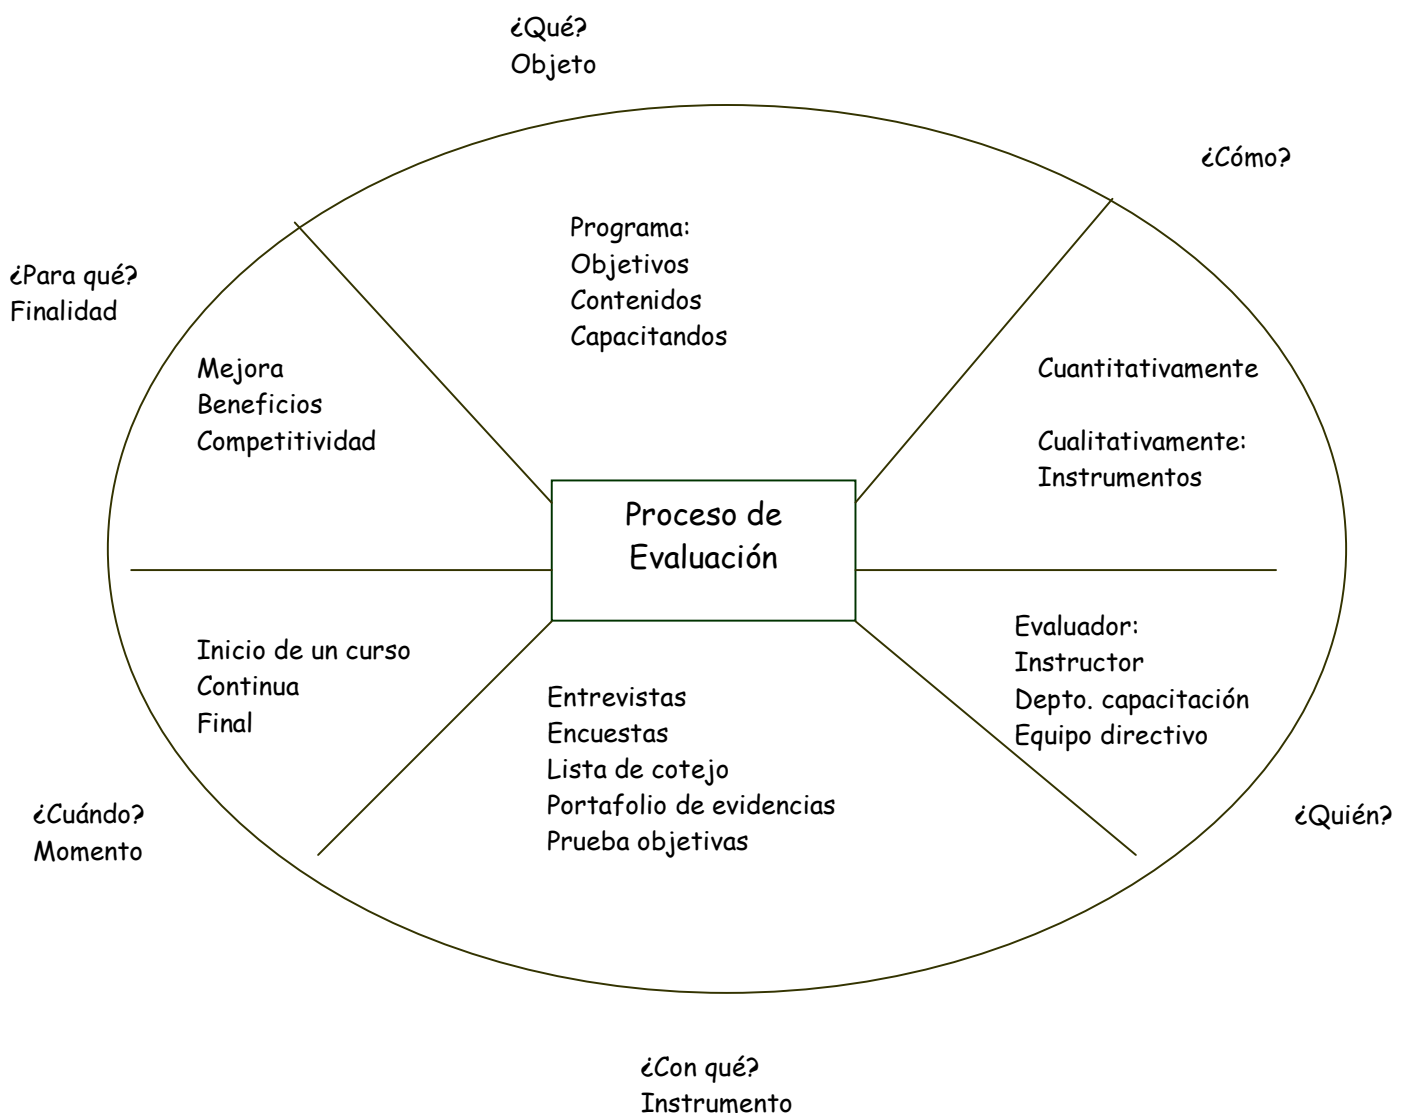 ¿Qué?
Objeto
¿Cómo?
Programa:
Objetivos
Contenidos
Capacitandos
¿Para qué?
Finalidad
Mejora
Beneficios
Competitividad
Cuantitativamente
Cualitativamente:
Instrumentos
Proceso de
Evaluación
Inicio de un curso
Continua
Final
Entrevistas
Encuestas
Lista de cotejo
Portafolio de evidencias
Prueba objetivas
Evaluador:
Instructor
Depto. capacitación
Equipo directivo
¿Cuándo?
Momento
¿Quién?
¿Con qué?
Instrumento